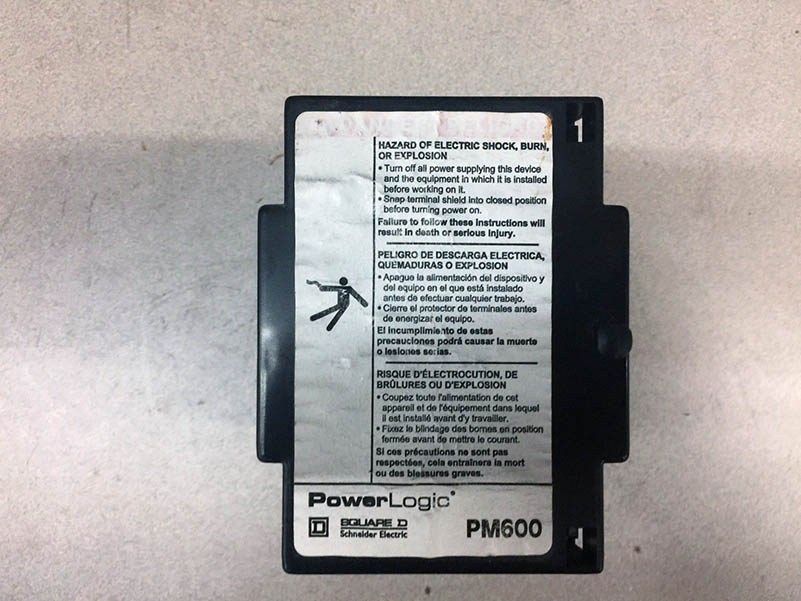 1
HAZARD OF ELECTRIC SHOCK, BURN,
OR EXPLOSION
• Turn off all power supplying this device
and the equipment in which it is installed
before working on it.
• Snap terminal shield into closed position
before turning power on.
Failure to follow these instructions will
result in death or serious injury.
PELIGRO DE DESCARGA ELECTRICA,
QUEMADURAS O EXPLOSION
• Apague la alimentación del dispositivo y
del equipo en el que está instalado
antes de efectuar cualquier trabajo.
• Cierre el protector de terminales antes
de energizar el equipo.
El incumplimiento de estas
precauciones podrá causar la muerte
o lesiones serias.
RISQUE D'ÉLECTROCUTION, DE
BRÛLURES OU D'EXPLOSION
• Coupez toute l'alimentation de cet
appareil et de l'équipement dans lequel
il est installé avant d'y travailler.
• Fixez le blindage des bornes en position
fermée avant de mettre le courant.
Si ces précautions ne sont pas
respectées, cela entraînera la mort
ou des blessures graves.
PowerLogic®
SQUARE D
Schneider Electric
PM600